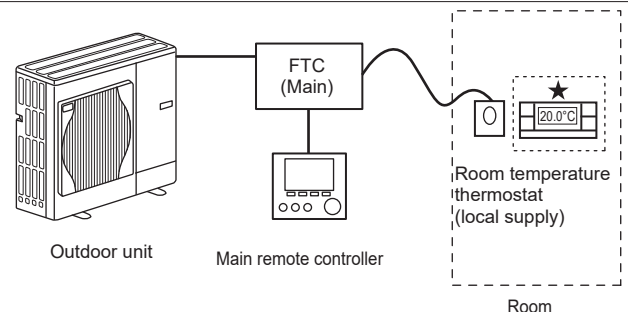 FTC
(Main)
★
20.0°C
Room temperature
thermostat
(local supply)
Outdoor unit
Main remote controller
Room